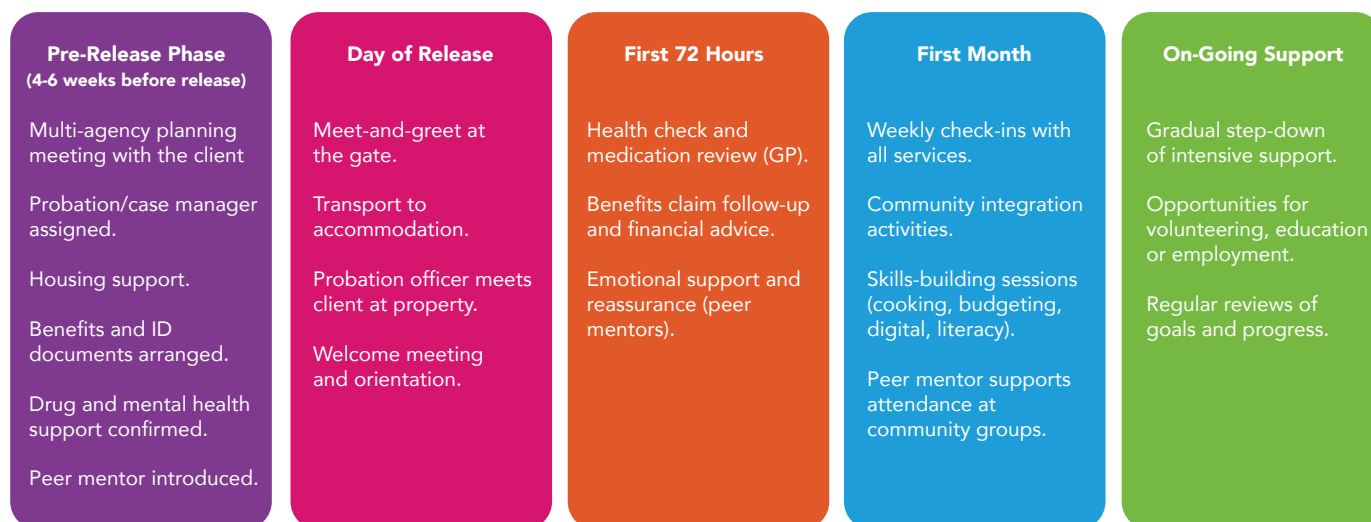 Pre-Release Phase
(4-6 weeks before release)
Multi-agency planning
meeting with the client
Probation/case manager
assigned.
Housing support.
Benefits and ID
documents arranged.
Drug and mental health
support confirmed.
Peer mentor introduced.
Day of Release
Meet-and-greet at
the gate.
Transport to
accommodation.
Probation officer meets
client at property.
Welcome meeting
and orientation.
First 72 Hours
Health check and
medication review (GP).
Benefits claim follow-up
and financial advice.
Emotional support and
reassurance (peer
mentors).
First Month
Weekly check-ins with
all services.
Community integration
activities.
Skills-building sessions
(cooking, budgeting,
digital, literacy).
Peer mentor supports
attendance at
community groups.
On-Going Support
Gradual step-down
of intensive support.
Opportunities for
volunteering, education
or employment.
Regular reviews of
goals and progress.